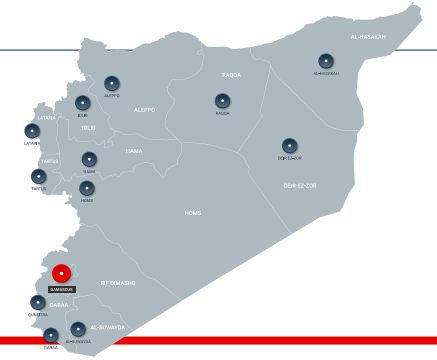 AL-HASAKAH
AL-HASAKAH
RAQQA
RAQQA
ALEPPO
ALEPPO
IDLIB
IDLIB
LATAKIA
LATAKIA
HAMA
HAMA
TARTUS
TARTUS
DEIR EZ-ZOR
DEIR EZ-ZOR
HOMS
HOMS
RIF DIMASHQ
DAMASCUS
DARAA
QUNEITRA
AL-SUWAYDA
AL-SUWAYDA
DARAA